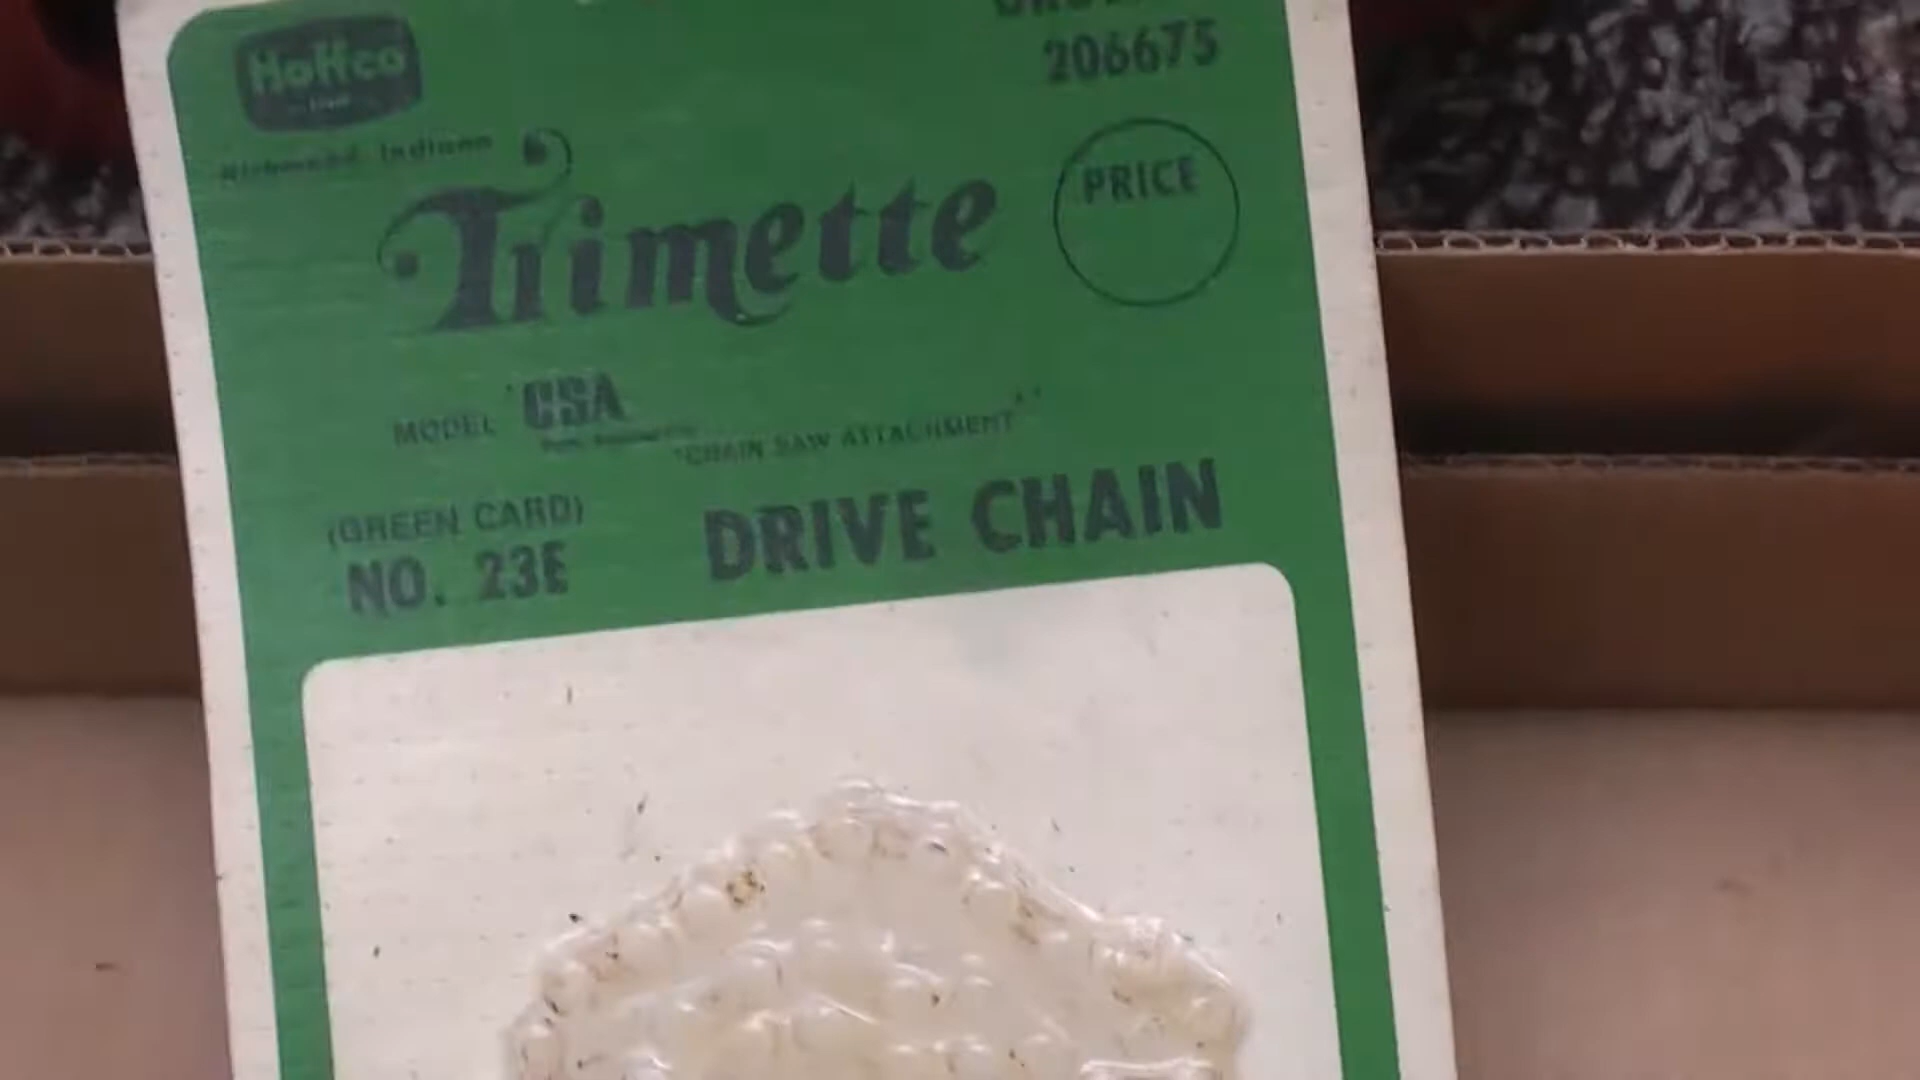 Hoffco
206675
Richmond, Indiana
Trimette
PRICE
MODEL "CSA"
"CHAIN SAW ATTACHMENT"
(GREEN CARD)
NO. 23E
DRIVE CHAIN